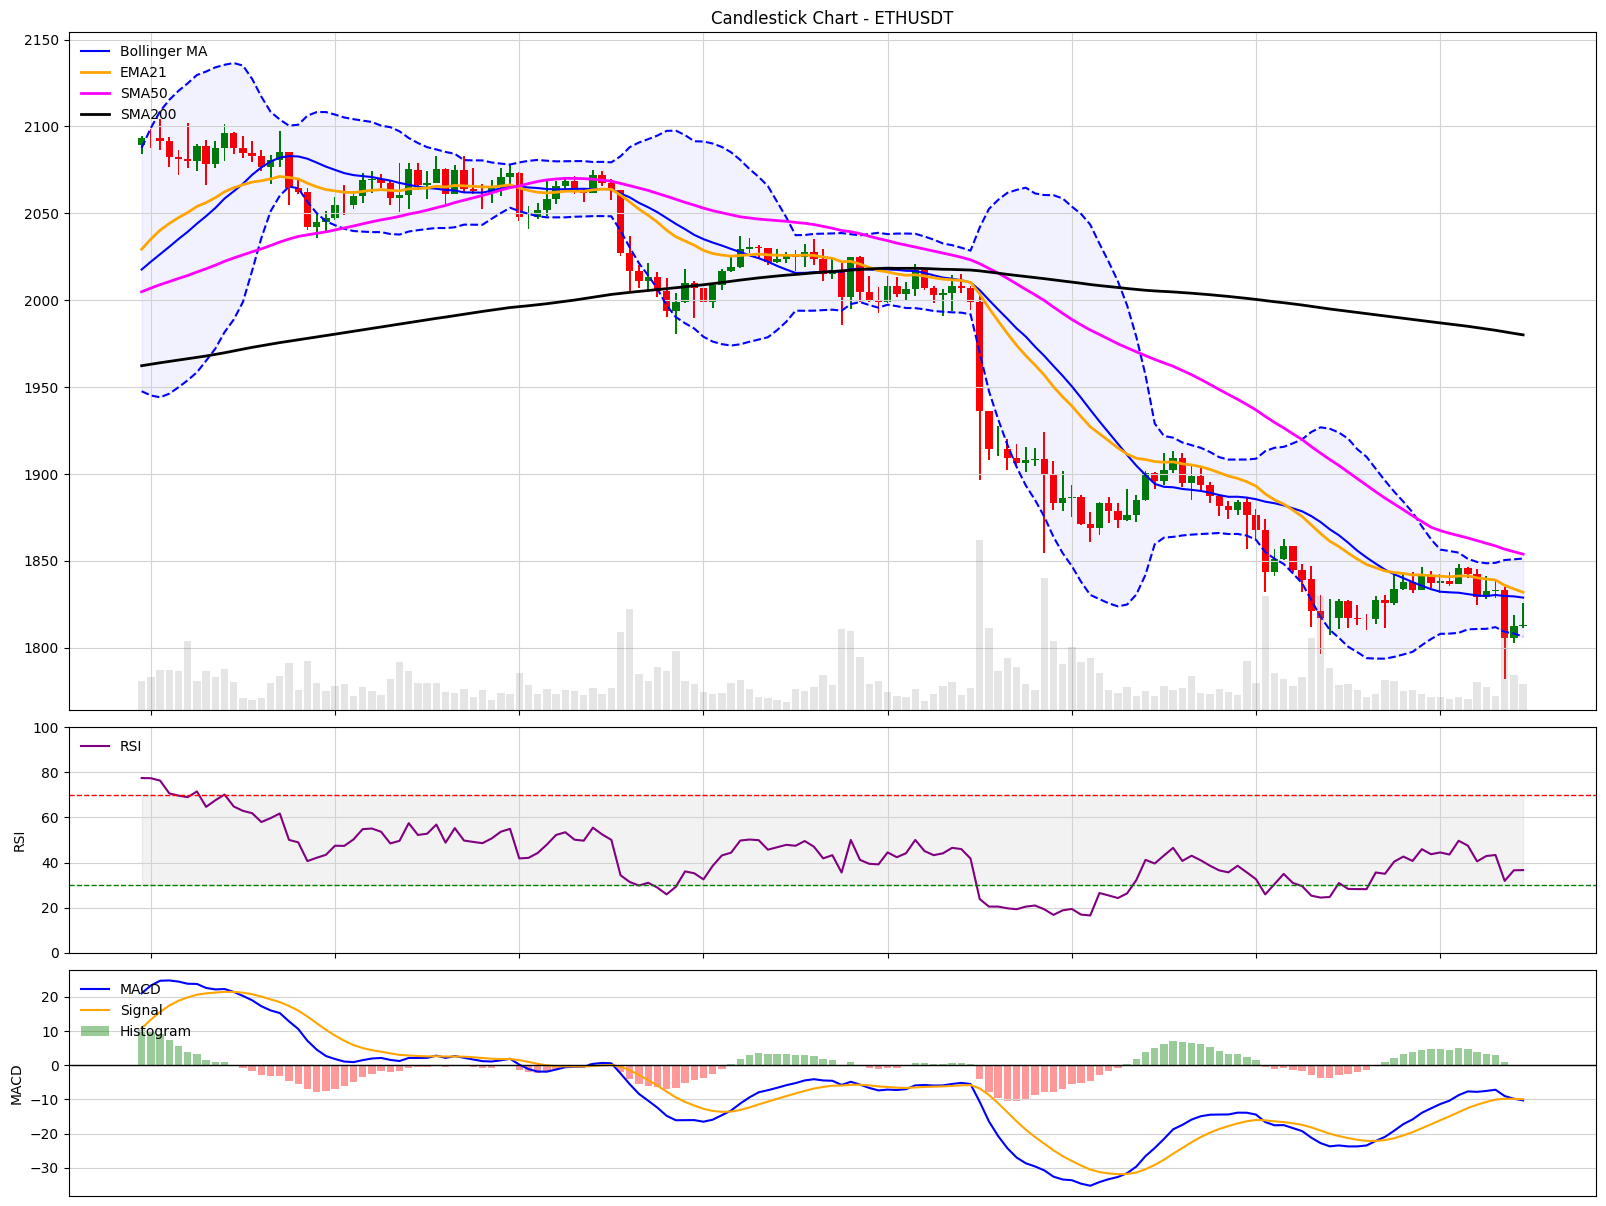 Candlestick Chart - ETHUSDT
Bollinger MA
EMA21
SMA50
SMA200
2150
2100
2050
2000
1950
1900
1850
1800
RSI
100
80
60
40
20
0
RSI
MACD
Signal
Histogram
20
10
0
−10
−20
−30
MACD